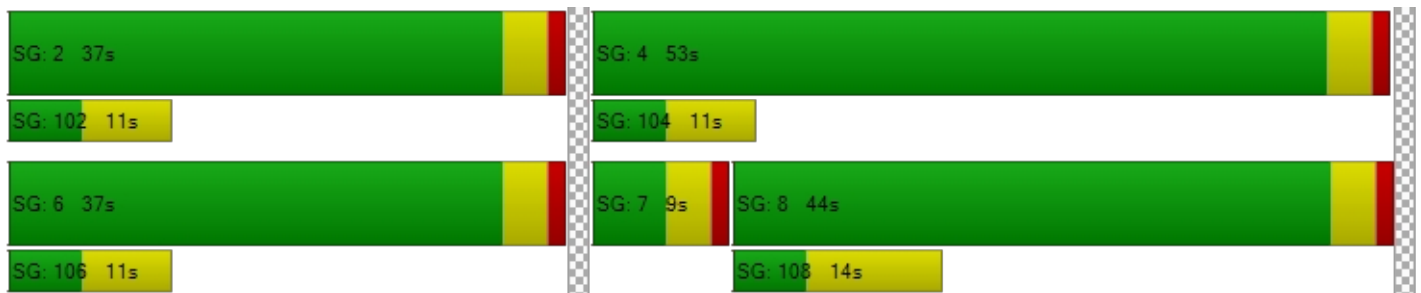 SG: 2 37s
SG: 4 53s
SG: 102 11s
SG: 104 11s
SG: 6 37s
SG: 7 9s
SG: 8 44s
SG: 106 11s
SG: 108 14s